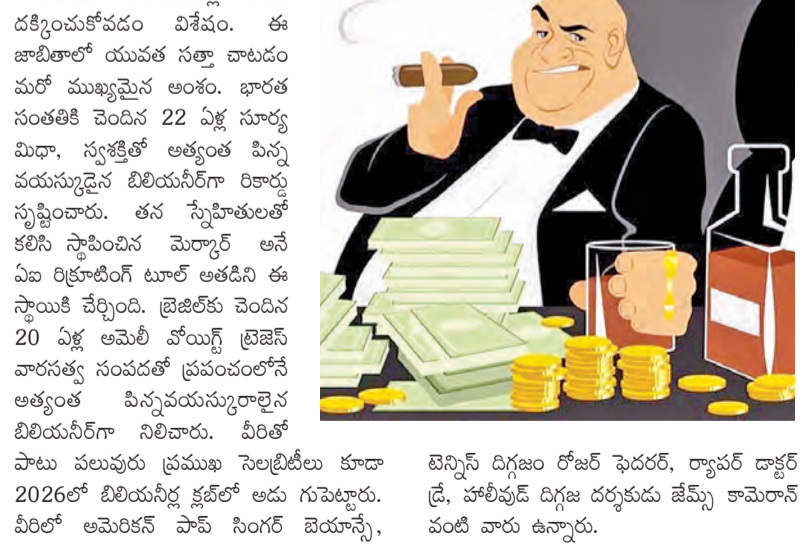 దక్కించుకోవడం విశేషం. ఈ
జాబితాలో యువత సత్తా చాటడం
మరో ముఖ్యమైన అంశం. భారత
సంతతికి చెందిన 22 ఏళ్ల సూర్య
మిధా, స్వశక్తితో అత్యంత పిన్న
వయస్కుడైన బిలియనీర్‌గా రికార్డు
సృష్టించారు. తన స్నేహితులతో
కలిసి స్థాపించిన మెర్కార్ అనే
ఏఐ రిక్రూటింగ్ టూల్ అతడిని ఈ
స్థాయికి చేర్చింది. బ్రెజిల్‌కు చెందిన
20 ఏళ్ల అమెలీ వోయిగ్ట్ ట్రెజెస్
వారసత్వ సంపదతో ప్రపంచంలోనే
అత్యంత పిన్నవయస్కురాలైన
బిలియనీర్‌గా నిలిచారు. వీరితో
పాటు పలువురు ప్రముఖ సెలబ్రిటీలు కూడా
2026లో బిలియనీర్ల క్లబ్‌లో అడు గుపెట్టారు.
వీరిలో అమెరికన్ పాప్ సింగర్ బెయాన్సే,
టెన్నిస్ దిగ్గజం రోజర్ ఫెదరర్, ర్యాపర్ డాక్టర్
డ్రే, హాలీవుడ్ దిగ్గజ దర్శకుడు జేమ్స్ కామెరాన్
వంటి వారు ఉన్నారు.